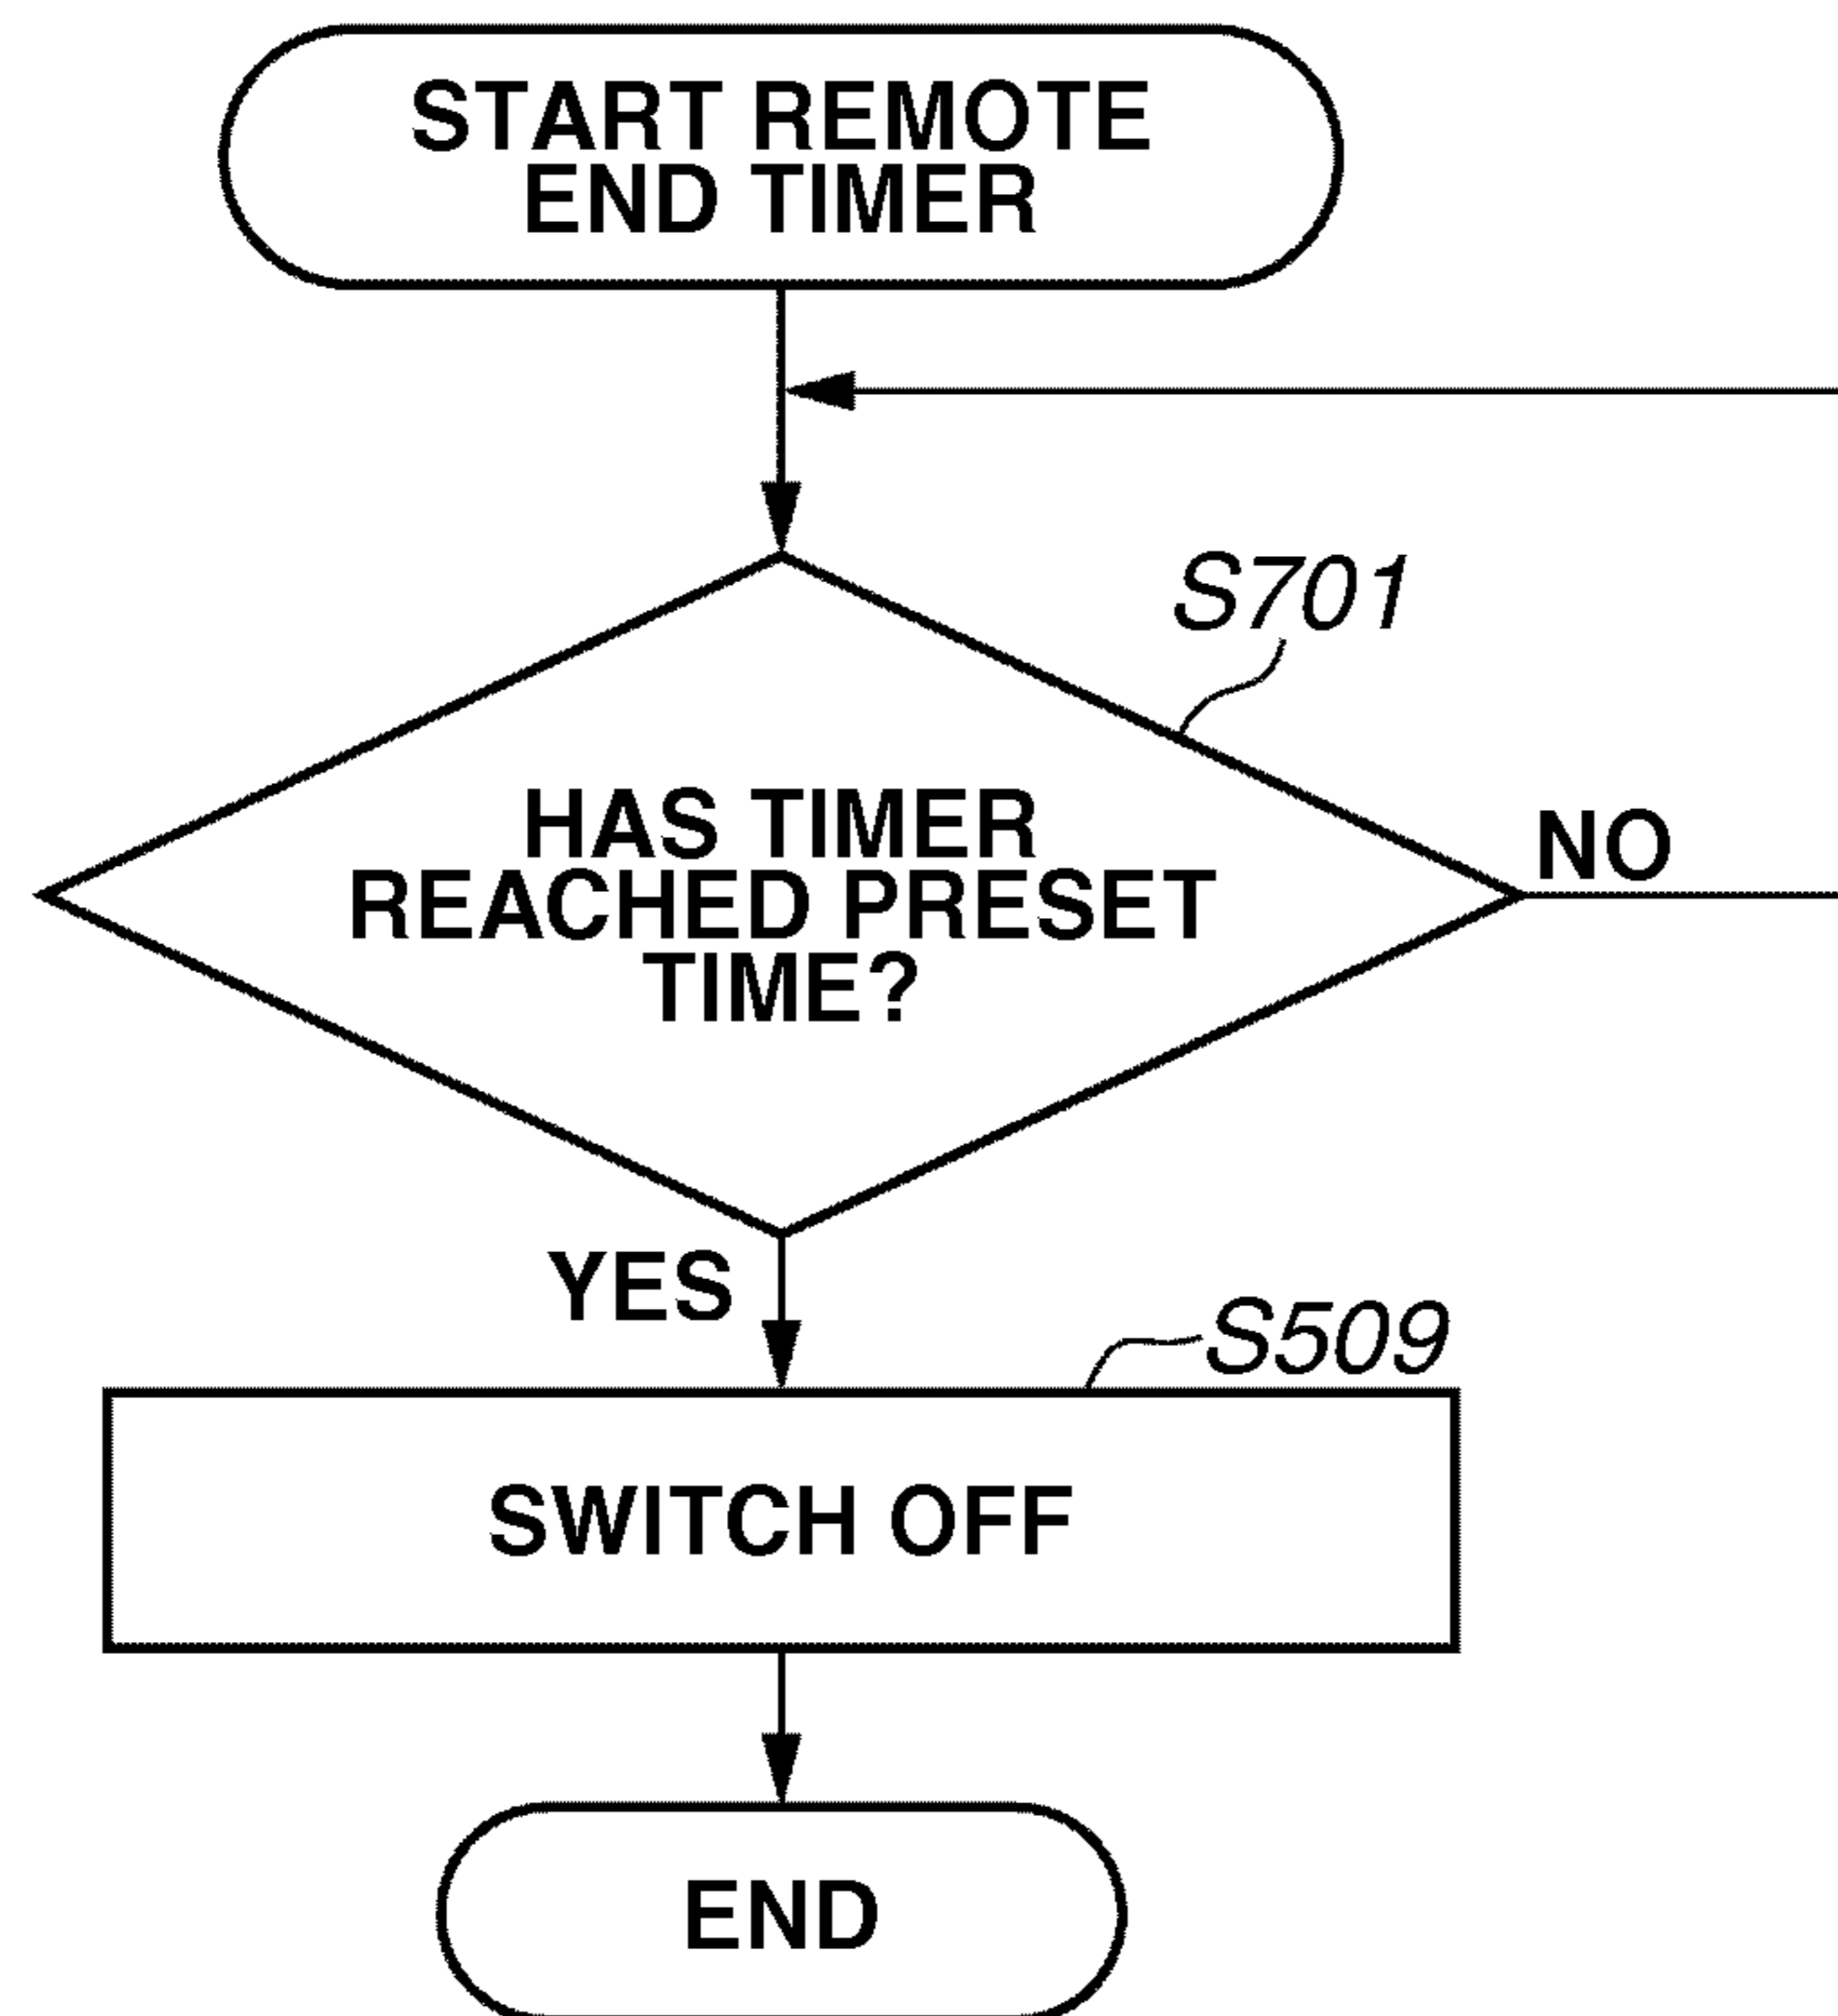 START REMOTE
END TIMER
S701
HAS TIMER
REACHED PRESET
TIME?
NO
YES
S509
SWITCH OFF
END